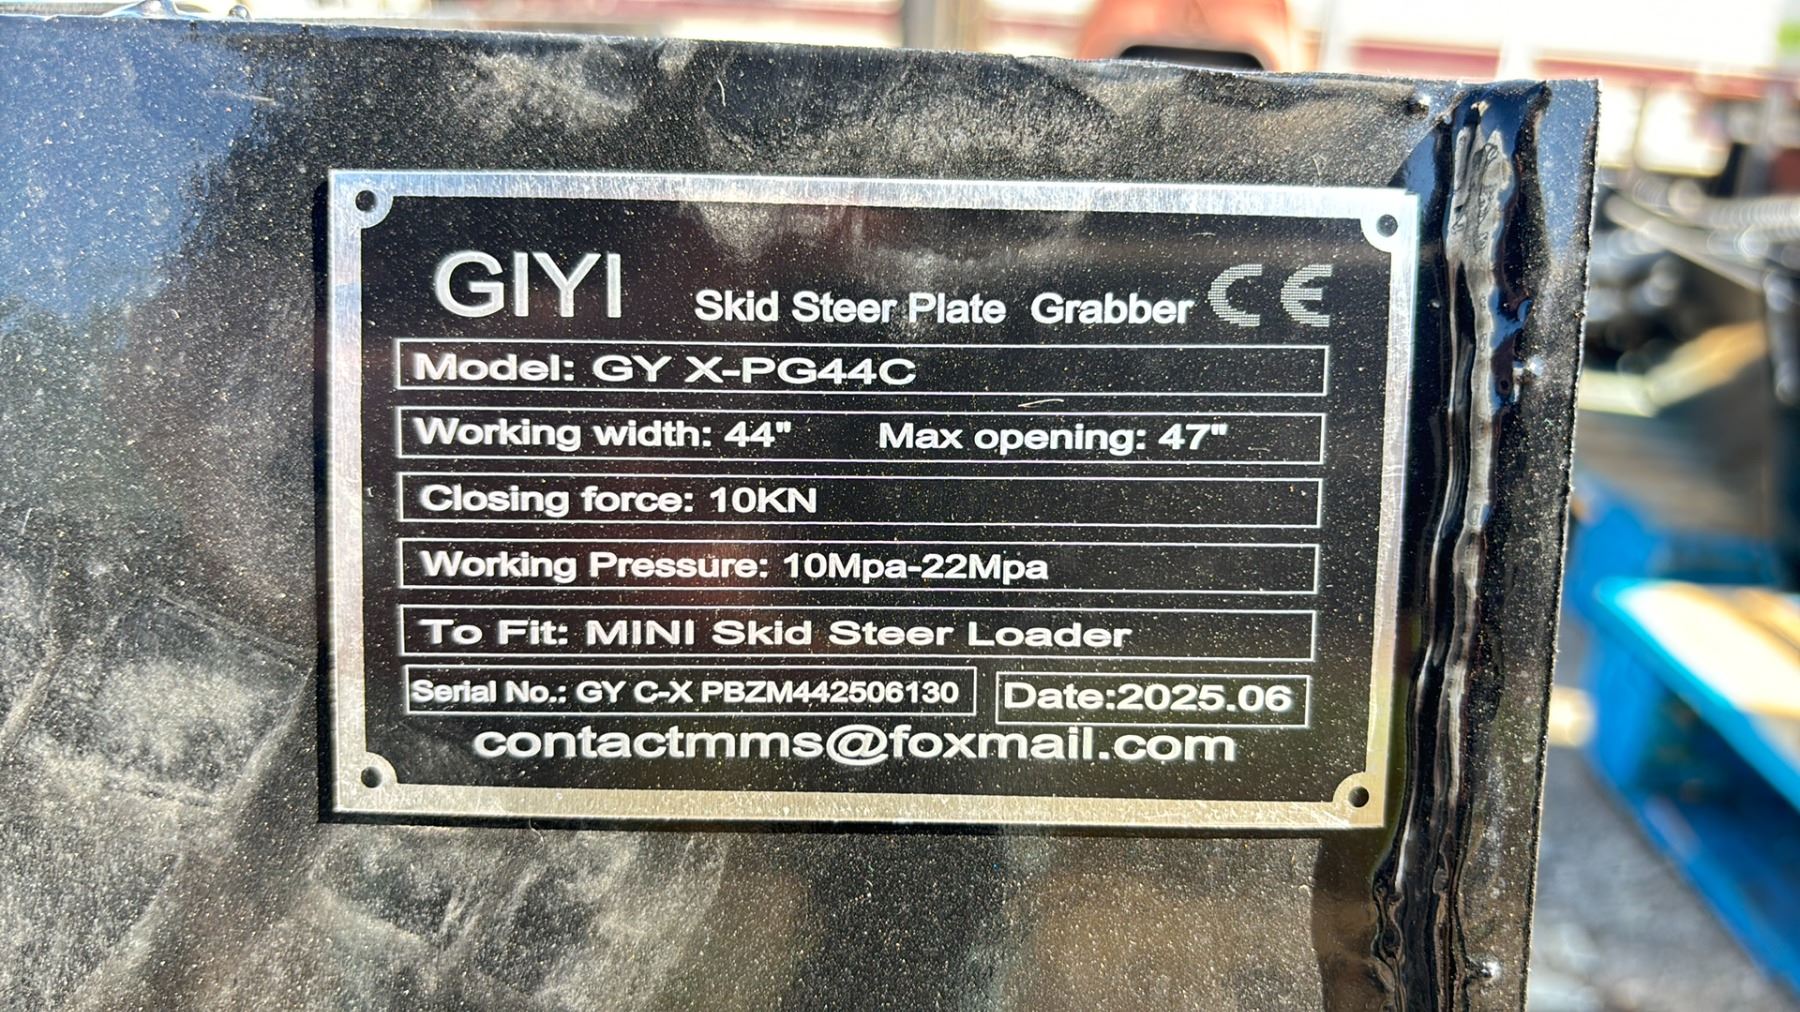 GIYI Skid Steer Plate Grabber CE
Model: GY X-PG44C
Working width: 44" Max opening: 47"
Closing force: 10KN
Working Pressure: 10Mpa-22Mpa
To Fit: MINI Skid Steer Loader
Serial No.: GY C-X PBZM442506130 Date:2025.06
contactmms@foxmail.com